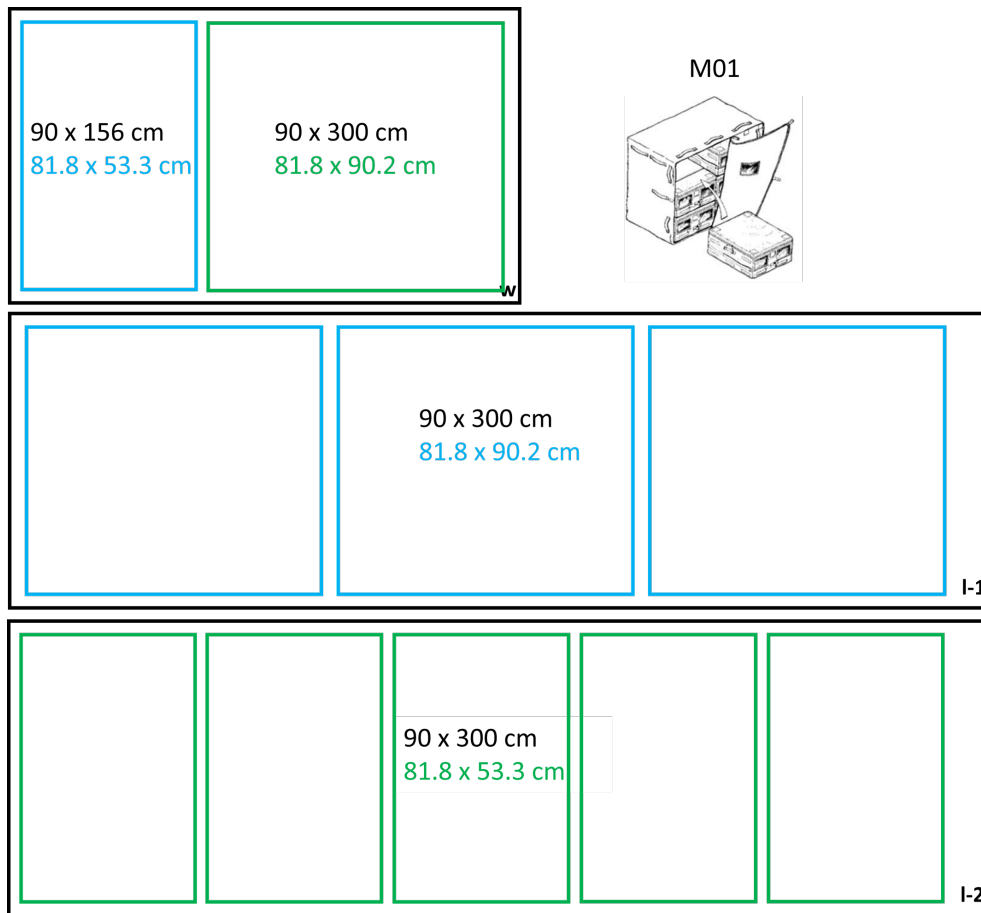 90 x 156 cm
81.8 x 53.3 cm
90 x 300 cm
81.8 x 90.2 cm
w
M01
90 x 300 cm
81.8 x 90.2 cm
l-1
90 x 300 cm
81.8 x 53.3 cm
l-2